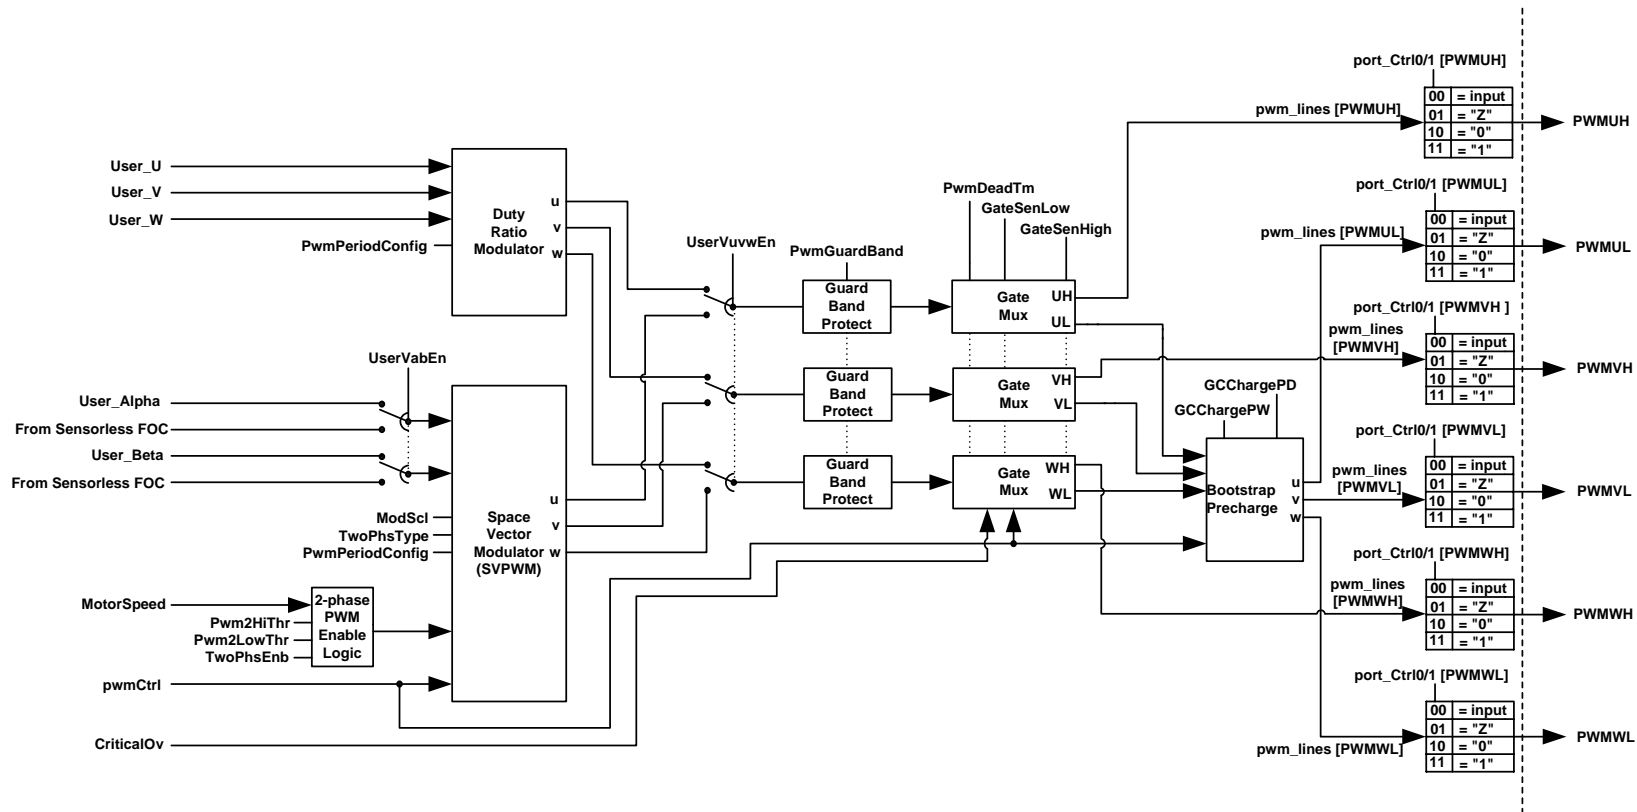 User_U
User_V
User_W
PwmPeriodConfig
Duty
Ratio
Modulator
u
v
w
UserVabEn
User_Alpha
From Sensorless FOC
User_Beta
From Sensorless FOC
ModScl
TwoPhsType
PwmPeriodConfig
MotorSpeed
Pwm2HiThr
Pwm2LowThr
TwoPhsEnb
2-phase
PWM
Enable
Logic
pwmCtrl
CriticalOv
Space
Vector
Modulator
(SVPWM)
u
v
w
UserVuvwEn
PwmGuardBand
Guard
Band
Protect
Guard
Band
Protect
Guard
Band
Protect
PwmDeadTm
GateSenLow
GateSenHigh
Gate
Mux
UH
UL
Gate
Mux
VH
VL
Gate
Mux
WH
WL
GCChargePD
GCChargePW
Bootstrap
Precharge
u
v
w
port_Ctrl0/1 [PWMUH]
pwm_lines [PWMUH]
00 = input
01 = "Z"
10 = "0"
11 = "1"
PWMUH
port_Ctrl0/1 [PWMUL]
pwm_lines [PWMUL]
00 = input
01 = "Z"
10 = "0"
11 = "1"
PWMUL
port_Ctrl0/1 [PWMVH ]
pwm_lines
[PWMVH]
00 = input
01 = "Z"
10 = "0"
11 = "1"
PWMVH
port_Ctrl0/1 [PWMVL]
pwm_lines
[PWMVL]
00 = input
01 = "Z"
10 = "0"
11 = "1"
PWMVL
port_Ctrl0/1 [PWMWH]
pwm_lines
[PWMWH]
00 = input
01 = "Z"
10 = "0"
11 = "1"
PWMWH
port_Ctrl0/1 [PWMWL]
pwm_lines [PWMWL]
00 = input
01 = "Z"
10 = "0"
11 = "1"
PWMWL